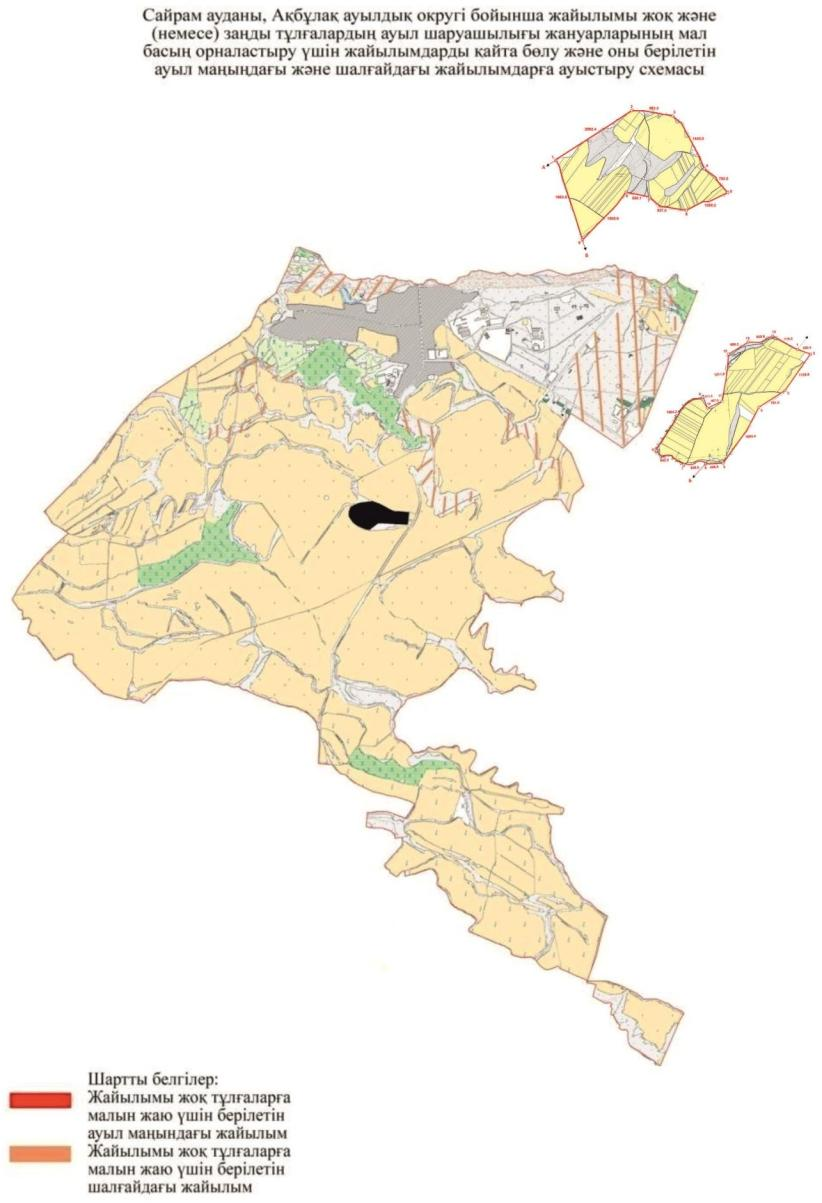 Сайрам ауданы, Ақбұлақ ауылдық округі бойынша жайылымы жоқ және
(немесе) заңды тұлғалардың ауыл шаруашылығы жануарларының мал
басың орналастыру үшін жайылымдарды қайта бөлу және оны берілетін
ауыл маңыңдағы және шалғайдағы жайылымдарға ауыстыру схемасы
Шартты белгілер:
Жайылымы жоқ тұлғаларға
малын жаю үшін берілетін
ауыл маңындағы жайылым
Жайылымы жоқ тұлғаларға
малын жаю үшін берілетін
шалғайдағы жайылым